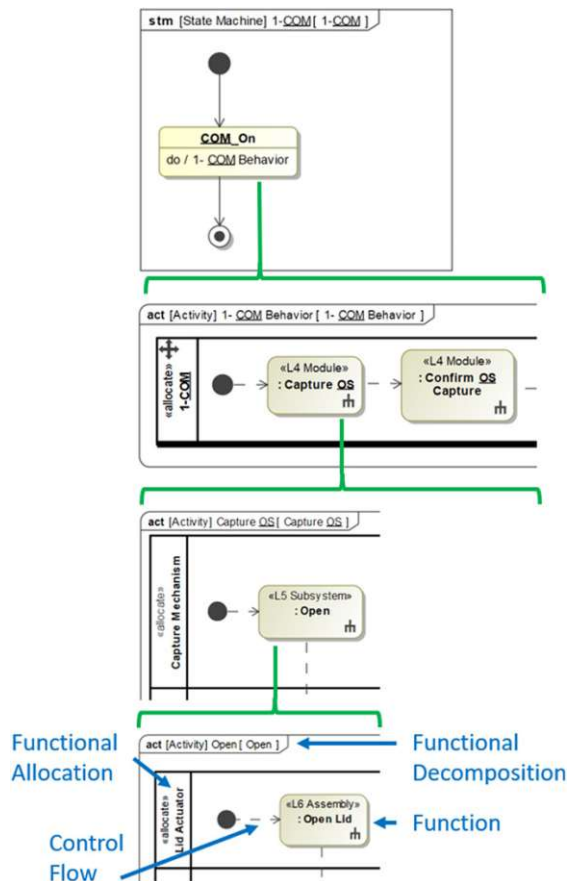 stm [State Machine] 1-COM[ 1-COM ]
COM_On
do / 1- COM Behavior
act [Activity] 1- COM Behavior [ 1- COM Behavior ]
«allocate»
1-COM
«L4 Module»
: Capture OS
«L4 Module»
: Confirm OS
Capture
act [Activity] Capture OS[ Capture OS ]
«allocate»
Capture Mechanism
«L5 Subsystem»
: Open
Functional
Allocation
act [Activity] Open [ Open ]
Functional
Decomposition
«allocate»
Lid Actuator
«L6 Assembly»
: Open Lid
Function
Control
Flow